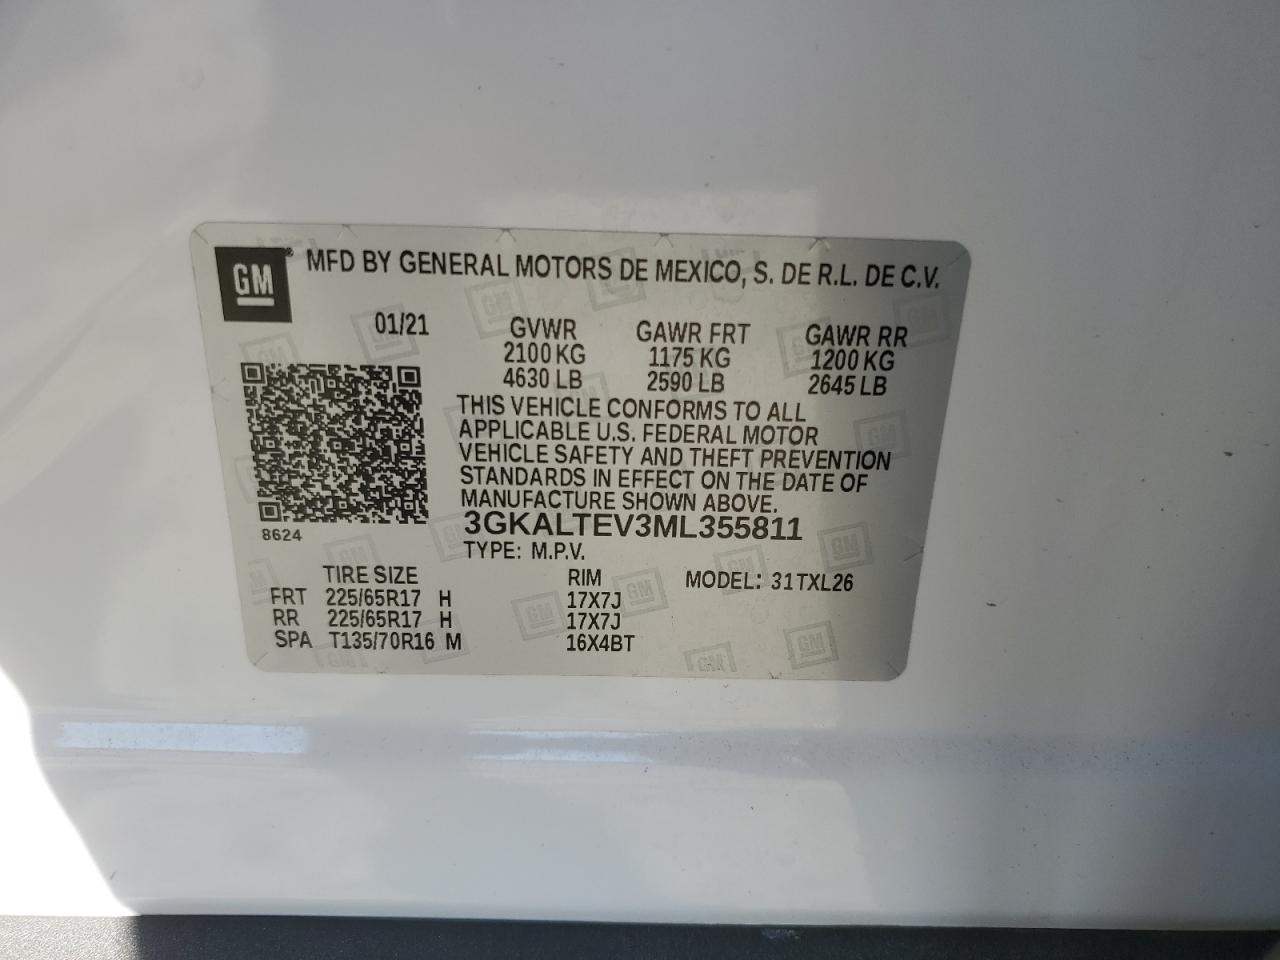 GM® MFD BY GENERAL MOTORS DE MEXICO, S. DE R.L. DE C.V.
01/21 GVWR GAWR FRT GAWR RR
2100 KG 1175 KG 1200 KG
4630 LB 2590 LB 2645 LB
THIS VEHICLE CONFORMS TO ALL
APPLICABLE U.S. FEDERAL MOTOR
VEHICLE SAFETY AND THEFT PREVENTION
STANDARDS IN EFFECT ON THE DATE OF
MANUFACTURE SHOWN ABOVE.
3GKALTEV3ML355811
8624
TYPE: M.P.V.
TIRE SIZE RIM MODEL: 31TXL26
FRT 225/65R17 H 17X7J
RR 225/65R17 H 17X7J
SPA T135/70R16 M 16X4BT